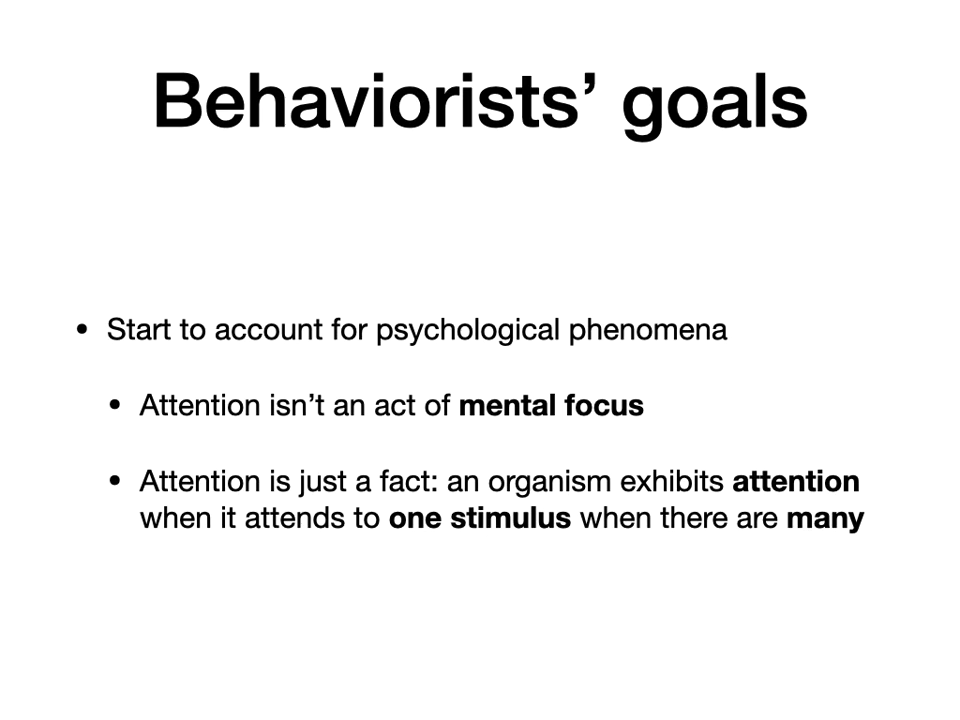 Behaviorists’ goals
• Start to account for psychological phenomena
• Attention isn’t an act of mental focus
• Attention is just a fact: an organism exhibits attention
when it attends to one stimulus when there are many